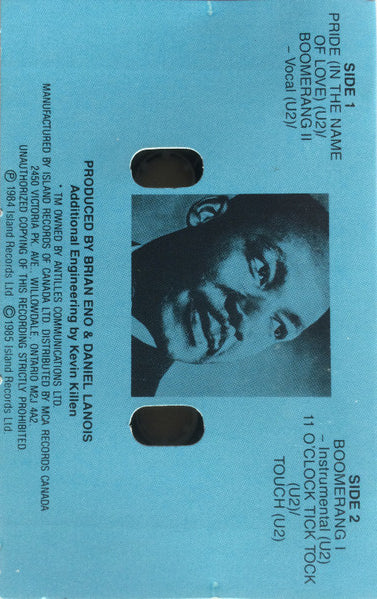 SIDE 1
PRIDE (IN THE NAME
OF LOVE) (U2)/
BOOMERANG II
– Vocal (U2)/
SIDE 2
BOOMERANG I
– Instrumental (U2)
11 O'CLOCK TICK TOCK
(U2)/
TOUCH (U2)
PRODUCED BY BRIAN ENO & DANIEL LANOIS
Additional Engineering by Kevin Killen
* TM OWNED BY ANTILLES COMMUNICATIONS LTD.
MANUFACTURED BY ISLAND RECORDS OF CANADA LTD. DISTRIBUTED BY MCA RECORDS CANADA
2450 VICTORIA PK. AVE. WILLOWDALE, ONTARIO M2J 4A2.
UNAUTHORIZED COPYING OF THIS RECORDING STRICTLY PROHIBITED.
℗ 1984 Island Records Ltd. © 1985 Island Records Ltd.